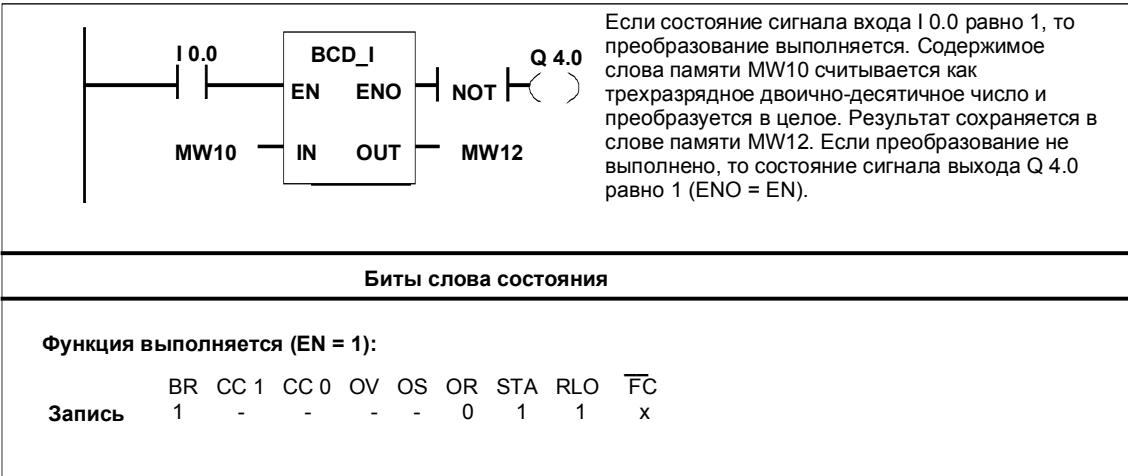 I 0.0
BCD_I
Q 4.0
EN ENO
NOT
MW10
IN OUT
MW12
Если состояние сигнала входа I 0.0 равно 1, то
преобразование выполняется. Содержимое
слова памяти MW10 считывается как
трехразрядное двоично-десятичное число и
преобразуется в целое. Результат сохраняется в
слове памяти MW12. Если преобразование не
выполнено, то состояние сигнала выхода Q 4.0
равно 1 (ENO = EN).
Биты слова состояния
Функция выполняется (EN = 1):
BR CC 1 CC 0 OV OS OR STA RLO F̅C̅
Запись 1 - - - - 0 1 1 x